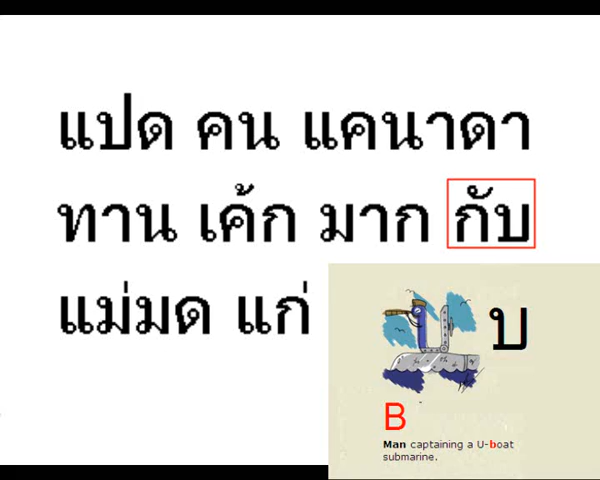 แปด คน แคนาดา
ทาน เค้ก มาก กับ
แม่มด แก่
บ
B
Man captaining a U-boat
submarine.